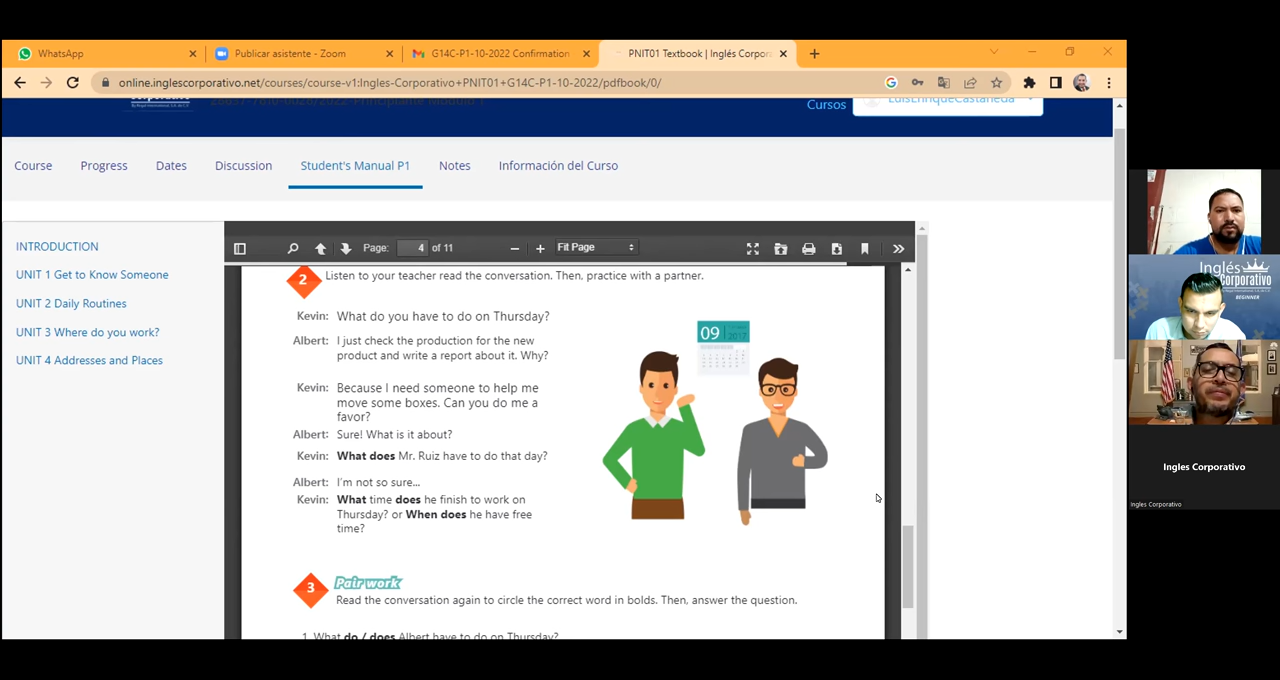 WhatsApp
Publicar asistente - Zoom
G14C-P1-10-2022 Confirmation
PNIT01 Textbook | Inglés Corpor
online.inglescorporativo.net/courses/course-v1:Ingles-Corporativo+PNIT01+G14C-P1-10-2022/pdfbook/0/
Cursos
LuisEnriqueCastaneda
Course
Progress
Dates
Discussion
Student's Manual P1
Notes
Información del Curso
INTRODUCTION
UNIT 1 Get to Know Someone
UNIT 2 Daily Routines
UNIT 3 Where do you work?
UNIT 4 Addresses and Places
Page: 4 of 11
Fit Page
2 Listen to your teacher read the conversation. Then, practice with a partner.
Kevin: What do you have to do on Thursday?
Albert: I just check the production for the new
product and write a report about it. Why?
Kevin: Because I need someone to help me
move some boxes. Can you do me a
favor?
Albert: Sure! What is it about?
Kevin: What does Mr. Ruiz have to do that day?
Albert: I'm not so sure...
Kevin: What time does he finish to work on
Thursday? or When does he have free
time?
09
2017
3 Pair work
Read the conversation again to circle the correct word in bolds. Then, answer the question.
1. What do / does Albert have to do on Thursday?
Inglés
Corporativo
BEGINNER
Ingles Corporativo
Ingles Corporativo